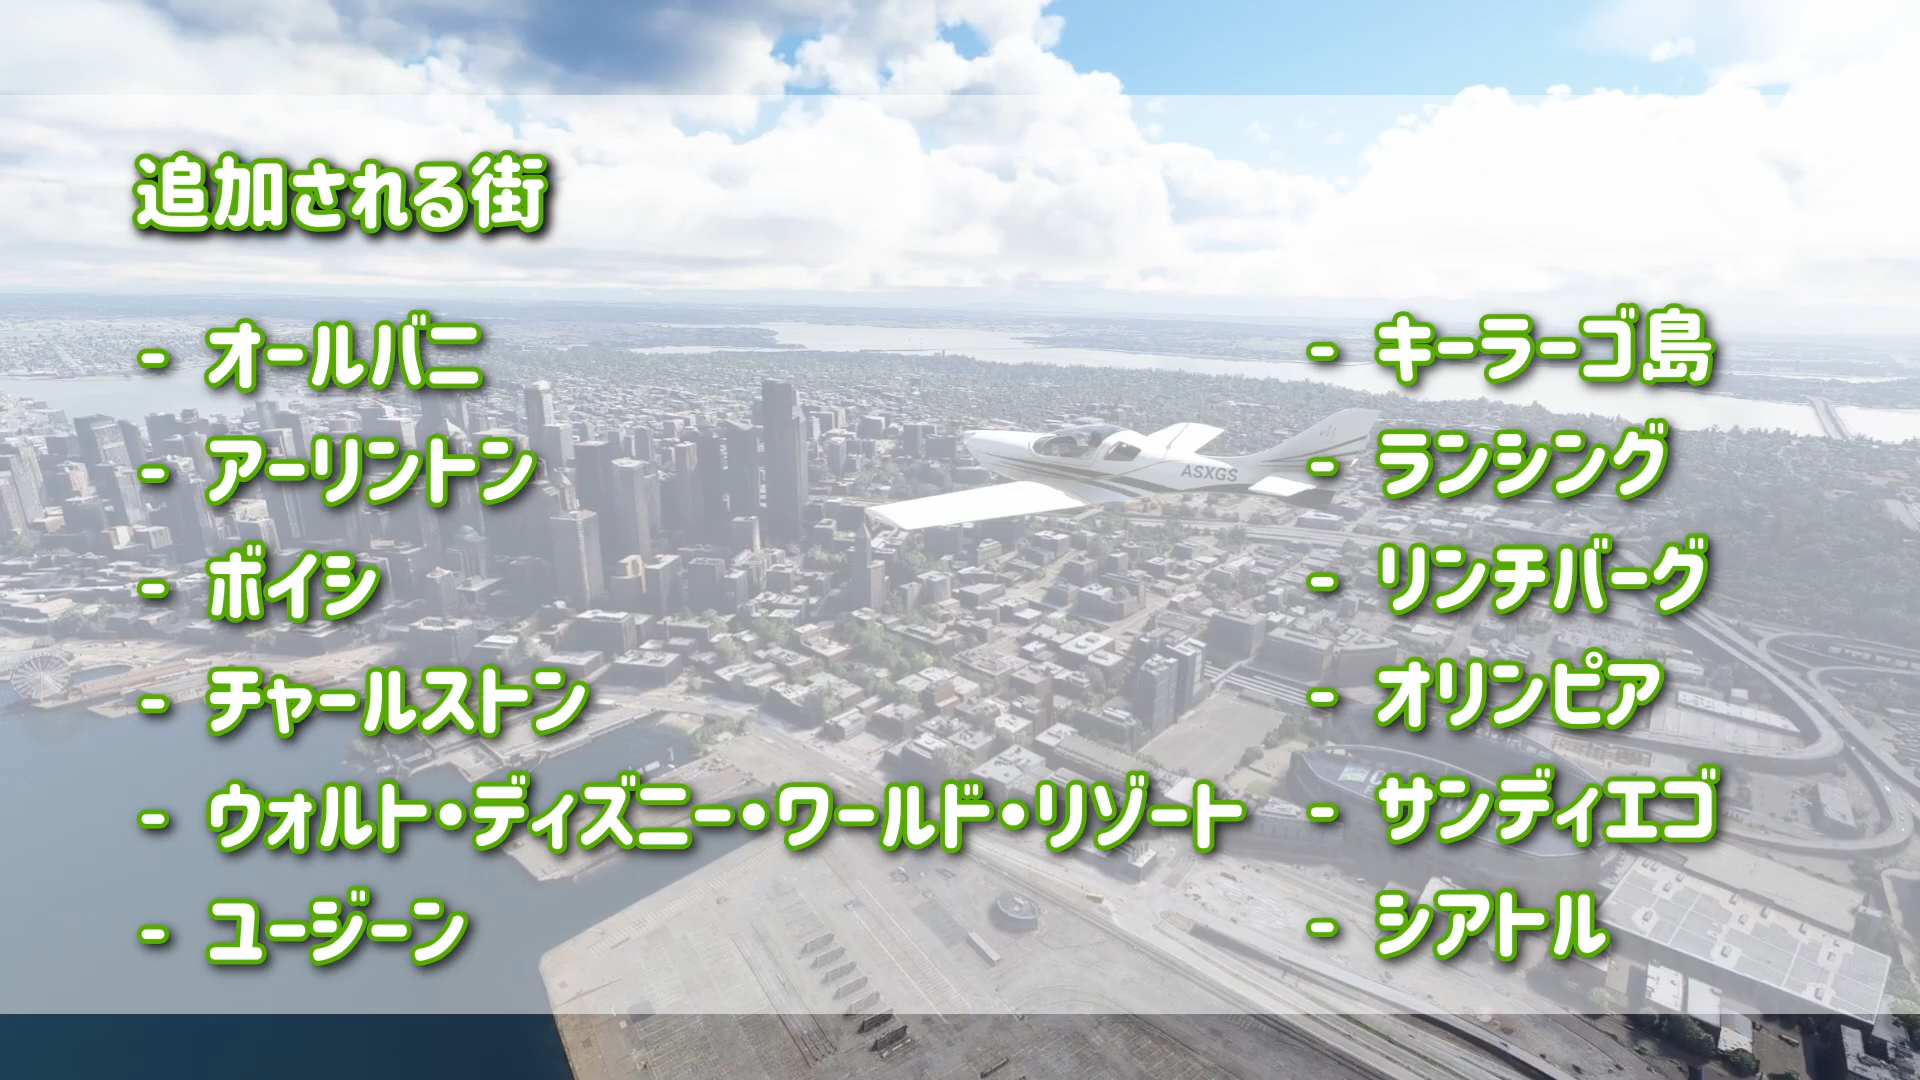 追加される街
- オールバニ
- アーリントン
- ボイシ
- チャールストン
- ウォルト・ディズニー・ワールド・リゾート
- ユージーン
- キーラーゴ島
- ランシング
- リンチバーグ
- オリンピア
- サンディエゴ
- シアトル
ASXGS